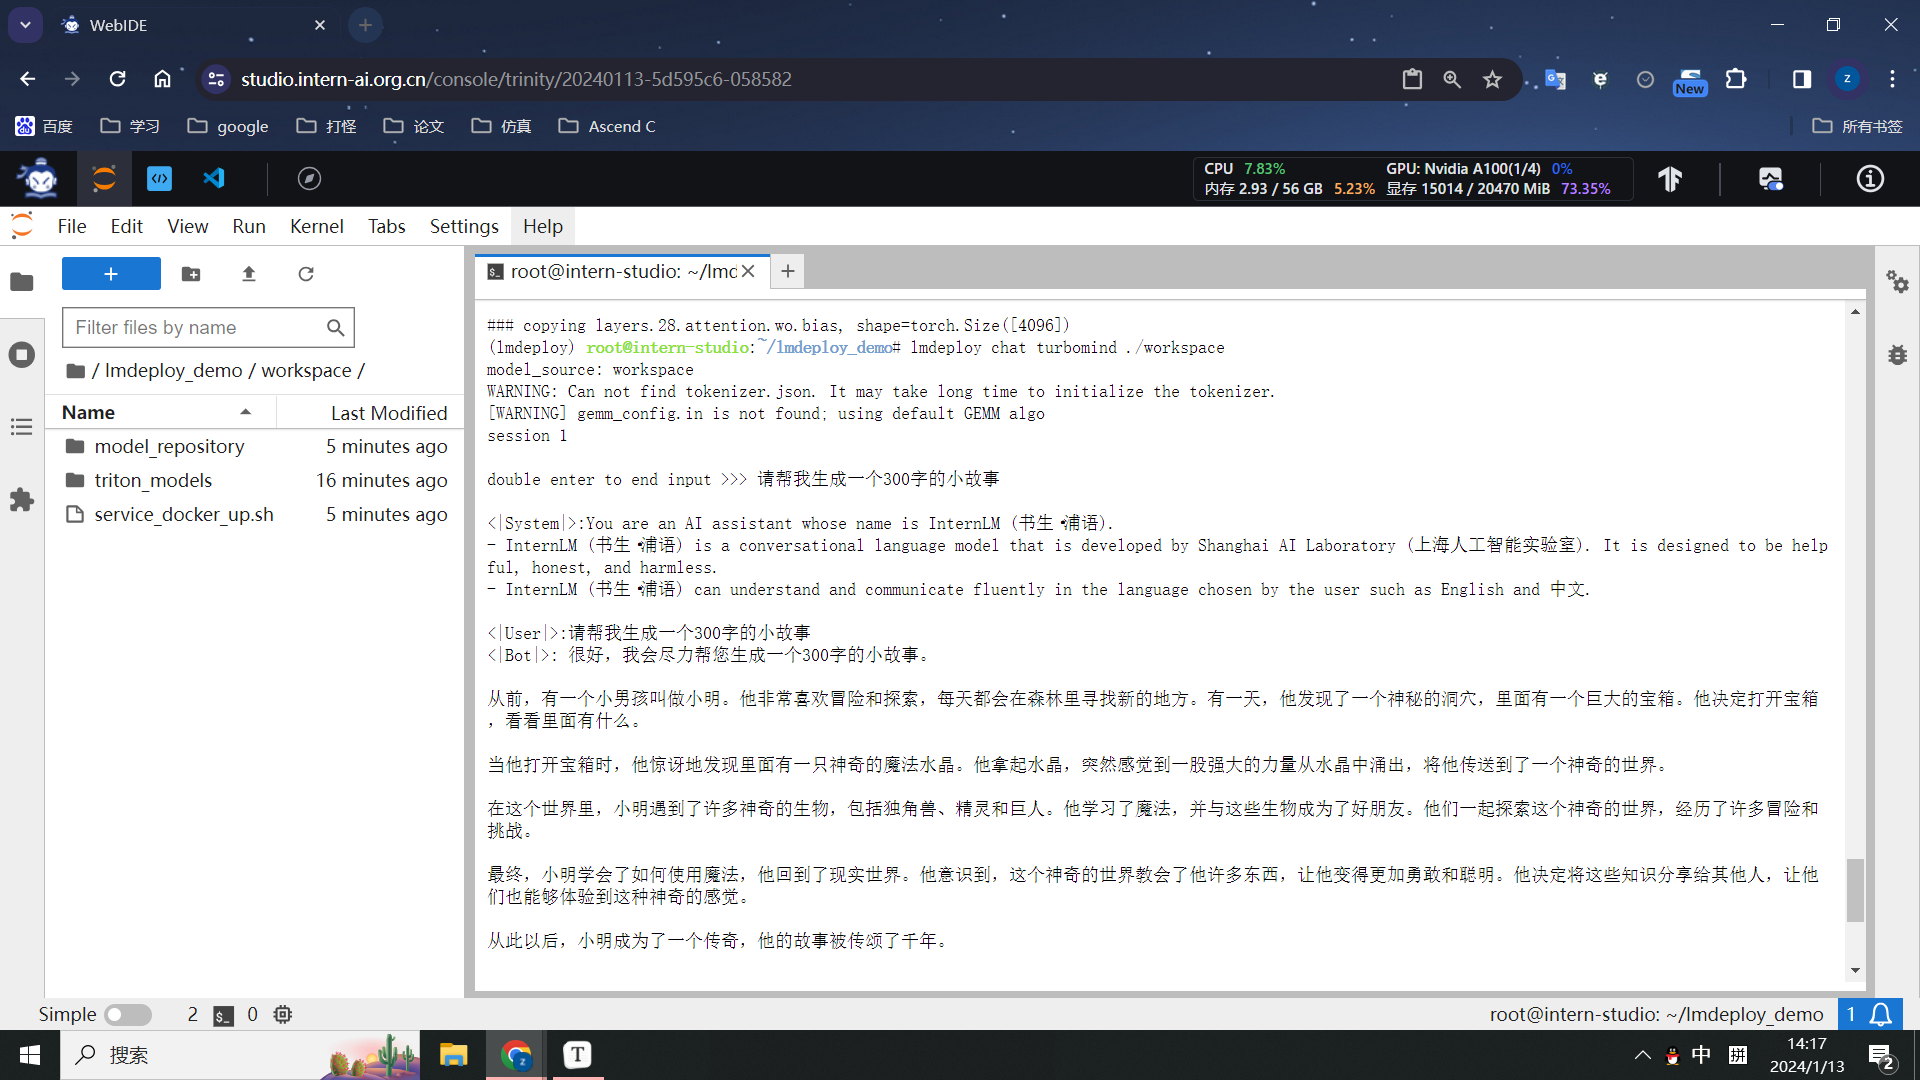 WebIDE
studio.intern-ai.org.cn/console/trinity/20240113-5d595c6-058582
New
Z
百度
学习
google
打怪
论文
仿真
Ascend C
所有书签
CPU 7.83% GPU: Nvidia A100(1/4) 0%
内存 2.93 / 56 GB 5.23% 显存 15014 / 20470 MiB 73.35%
File Edit View Run Kernel Tabs Settings Help
root@intern-studio: ~/lmd
Filter files by name
/ lmdeploy_demo / workspace /
Name Last Modified
model_repository 5 minutes ago
triton_models 16 minutes ago
service_docker_up.sh 5 minutes ago
### copying layers.28.attention.wo.bias, shape=torch.Size([4096])
(lmdeploy) root@intern-studio:~/lmdeploy_demo# lmdeploy chat turbomind ./workspace
model_source: workspace
WARNING: Can not find tokenizer.json. It may take long time to initialize the tokenizer.
[WARNING] gemm_config.in is not found; using default GEMM algo
session 1
double enter to end input >>> 请帮我生成一个300字的小故事
<|System|>:You are an AI assistant whose name is InternLM (书生·浦语).
- InternLM (书生·浦语) is a conversational language model that is developed by Shanghai AI Laboratory (上海人工智能实验室). It is designed to be help
ful, honest, and harmless.
- InternLM (书生·浦语) can understand and communicate fluently in the language chosen by the user such as English and 中文.
<|User|>:请帮我生成一个300字的小故事
<|Bot|>: 很好，我会尽力帮您生成一个300字的小故事。
从前，有一个小男孩叫做小明。他非常喜欢冒险和探索，每天都会在森林里寻找新的地方。有一天，他发现了一个神秘的洞穴，里面有一个巨大的宝箱。他决定打开宝箱
，看看里面有什么。
当他打开宝箱时，他惊讶地发现里面有一只神奇的魔法水晶。他拿起水晶，突然感觉到一股强大的力量从水晶中涌出，将他传送到了一个神奇的世界。
在这个世界里，小明遇到了许多神奇的生物，包括独角兽、精灵和巨人。他学习了魔法，并与这些生物成为了好朋友。他们一起探索这个神奇的世界，经历了许多冒险和
挑战。
最终，小明学会了如何使用魔法，他回到了现实世界。他意识到，这个神奇的世界教会了他许多东西，让他变得更加勇敢和聪明。他决定将这些知识分享给其他人，让他
们也能够体验到这种神奇的感觉。
从此以后，小明成为了一个传奇，他的故事被传颂了千年。
Simple 2 0 root@intern-studio: ~/lmdeploy_demo 1
搜索
T
中 拼
14:17
2024/1/13
2